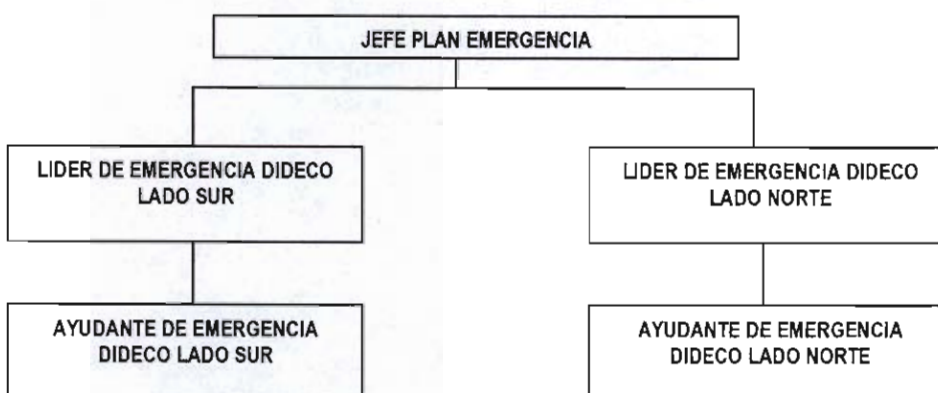 JEFE PLAN EMERGENCIA
LIDER DE EMERGENCIA DIDECO
LADO SUR
LIDER DE EMERGENCIA DIDECO
LADO NORTE
AYUDANTE DE EMERGENCIA
DIDECO LADO SUR
AYUDANTE DE EMERGENCIA
DIDECO LADO NORTE